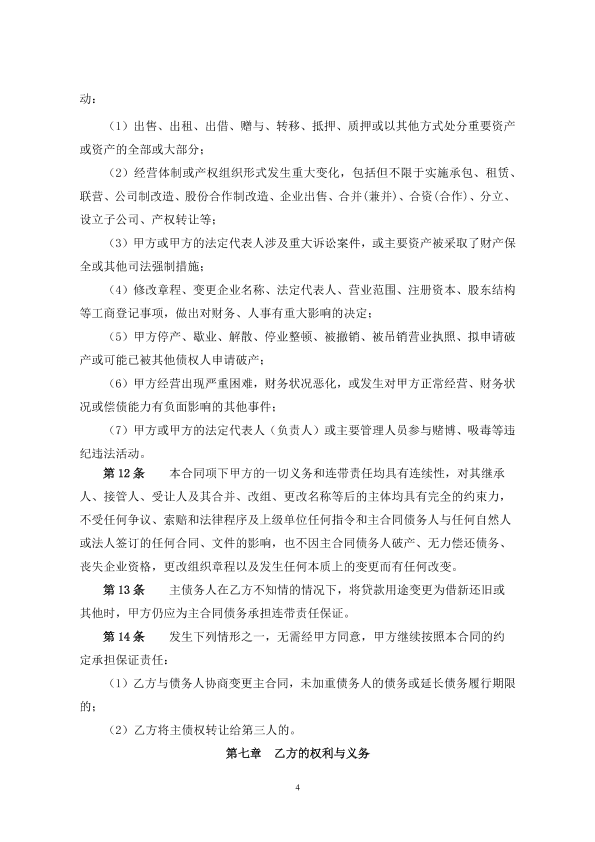 动：
（1）出售、出租、出借、赠与、转移、抵押、质押或以其他方式处分重要资产
或资产的全部或大部分；
（2）经营体制或产权组织形式发生重大变化，包括但不限于实施承包、租赁、
联营、公司制改造、股份合作制改造、企业出售、合并(兼并)、合资(合作)、分立、
设立子公司、产权转让等；
（3）甲方或甲方的法定代表人涉及重大诉讼案件，或主要资产被采取了财产保
全或其他司法强制措施；
（4）修改章程、变更企业名称、法定代表人、营业范围、注册资本、股东结构
等工商登记事项，做出对财务、人事有重大影响的决定；
（5）甲方停产、歇业、解散、停业整顿、被撤销、被吊销营业执照、拟申请破
产或可能已被其他债权人申请破产；
（6）甲方经营出现严重困难，财务状况恶化，或发生对甲方正常经营、财务状
况或偿债能力有负面影响的其他事件；
（7）甲方或甲方的法定代表人（负责人）或主要管理人员参与赌博、吸毒等违
纪违法活动。
第12条　　本合同项下甲方的一切义务和连带责任均具有连续性，对其继承
人、接管人、受让人及其合并、改组、更改名称等后的主体均具有完全的约束力，
不受任何争议、索赔和法律程序及上级单位任何指令和主合同债务人与任何自然人
或法人签订的任何合同、文件的影响，也不因主合同债务人破产、无力偿还债务、
丧失企业资格，更改组织章程以及发生任何本质上的变更而有任何改变。
第13条　　主债务人在乙方不知情的情况下，将贷款用途变更为借新还旧或
其他时，甲方仍应为主合同债务承担连带责任保证。
第14条　　发生下列情形之一，无需经甲方同意，甲方继续按照本合同的约
定承担保证责任：
（1）乙方与债务人协商变更主合同，未加重债务人的债务或延长债务履行期限
的；
（2）乙方将主债权转让给第三人的。
第七章　乙方的权利与义务
4